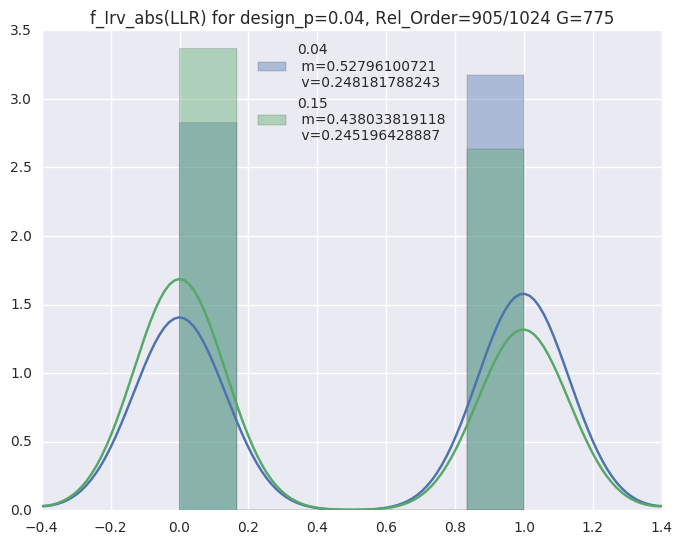 f_Irv_abs(LLR) for design_p=0.04, Rel_Order=905/1024 G=775
3.5
3.0
2.5
2.0
1.5
1.0
0.5
0.0
0.04
m=0.52796100721
v=0.248181788243
0.15
m=0.438033819118
v=0.245196428887
−0.4 −0.2 0.0 0.2 0.4 0.6 0.8 1.0 1.2 1.4